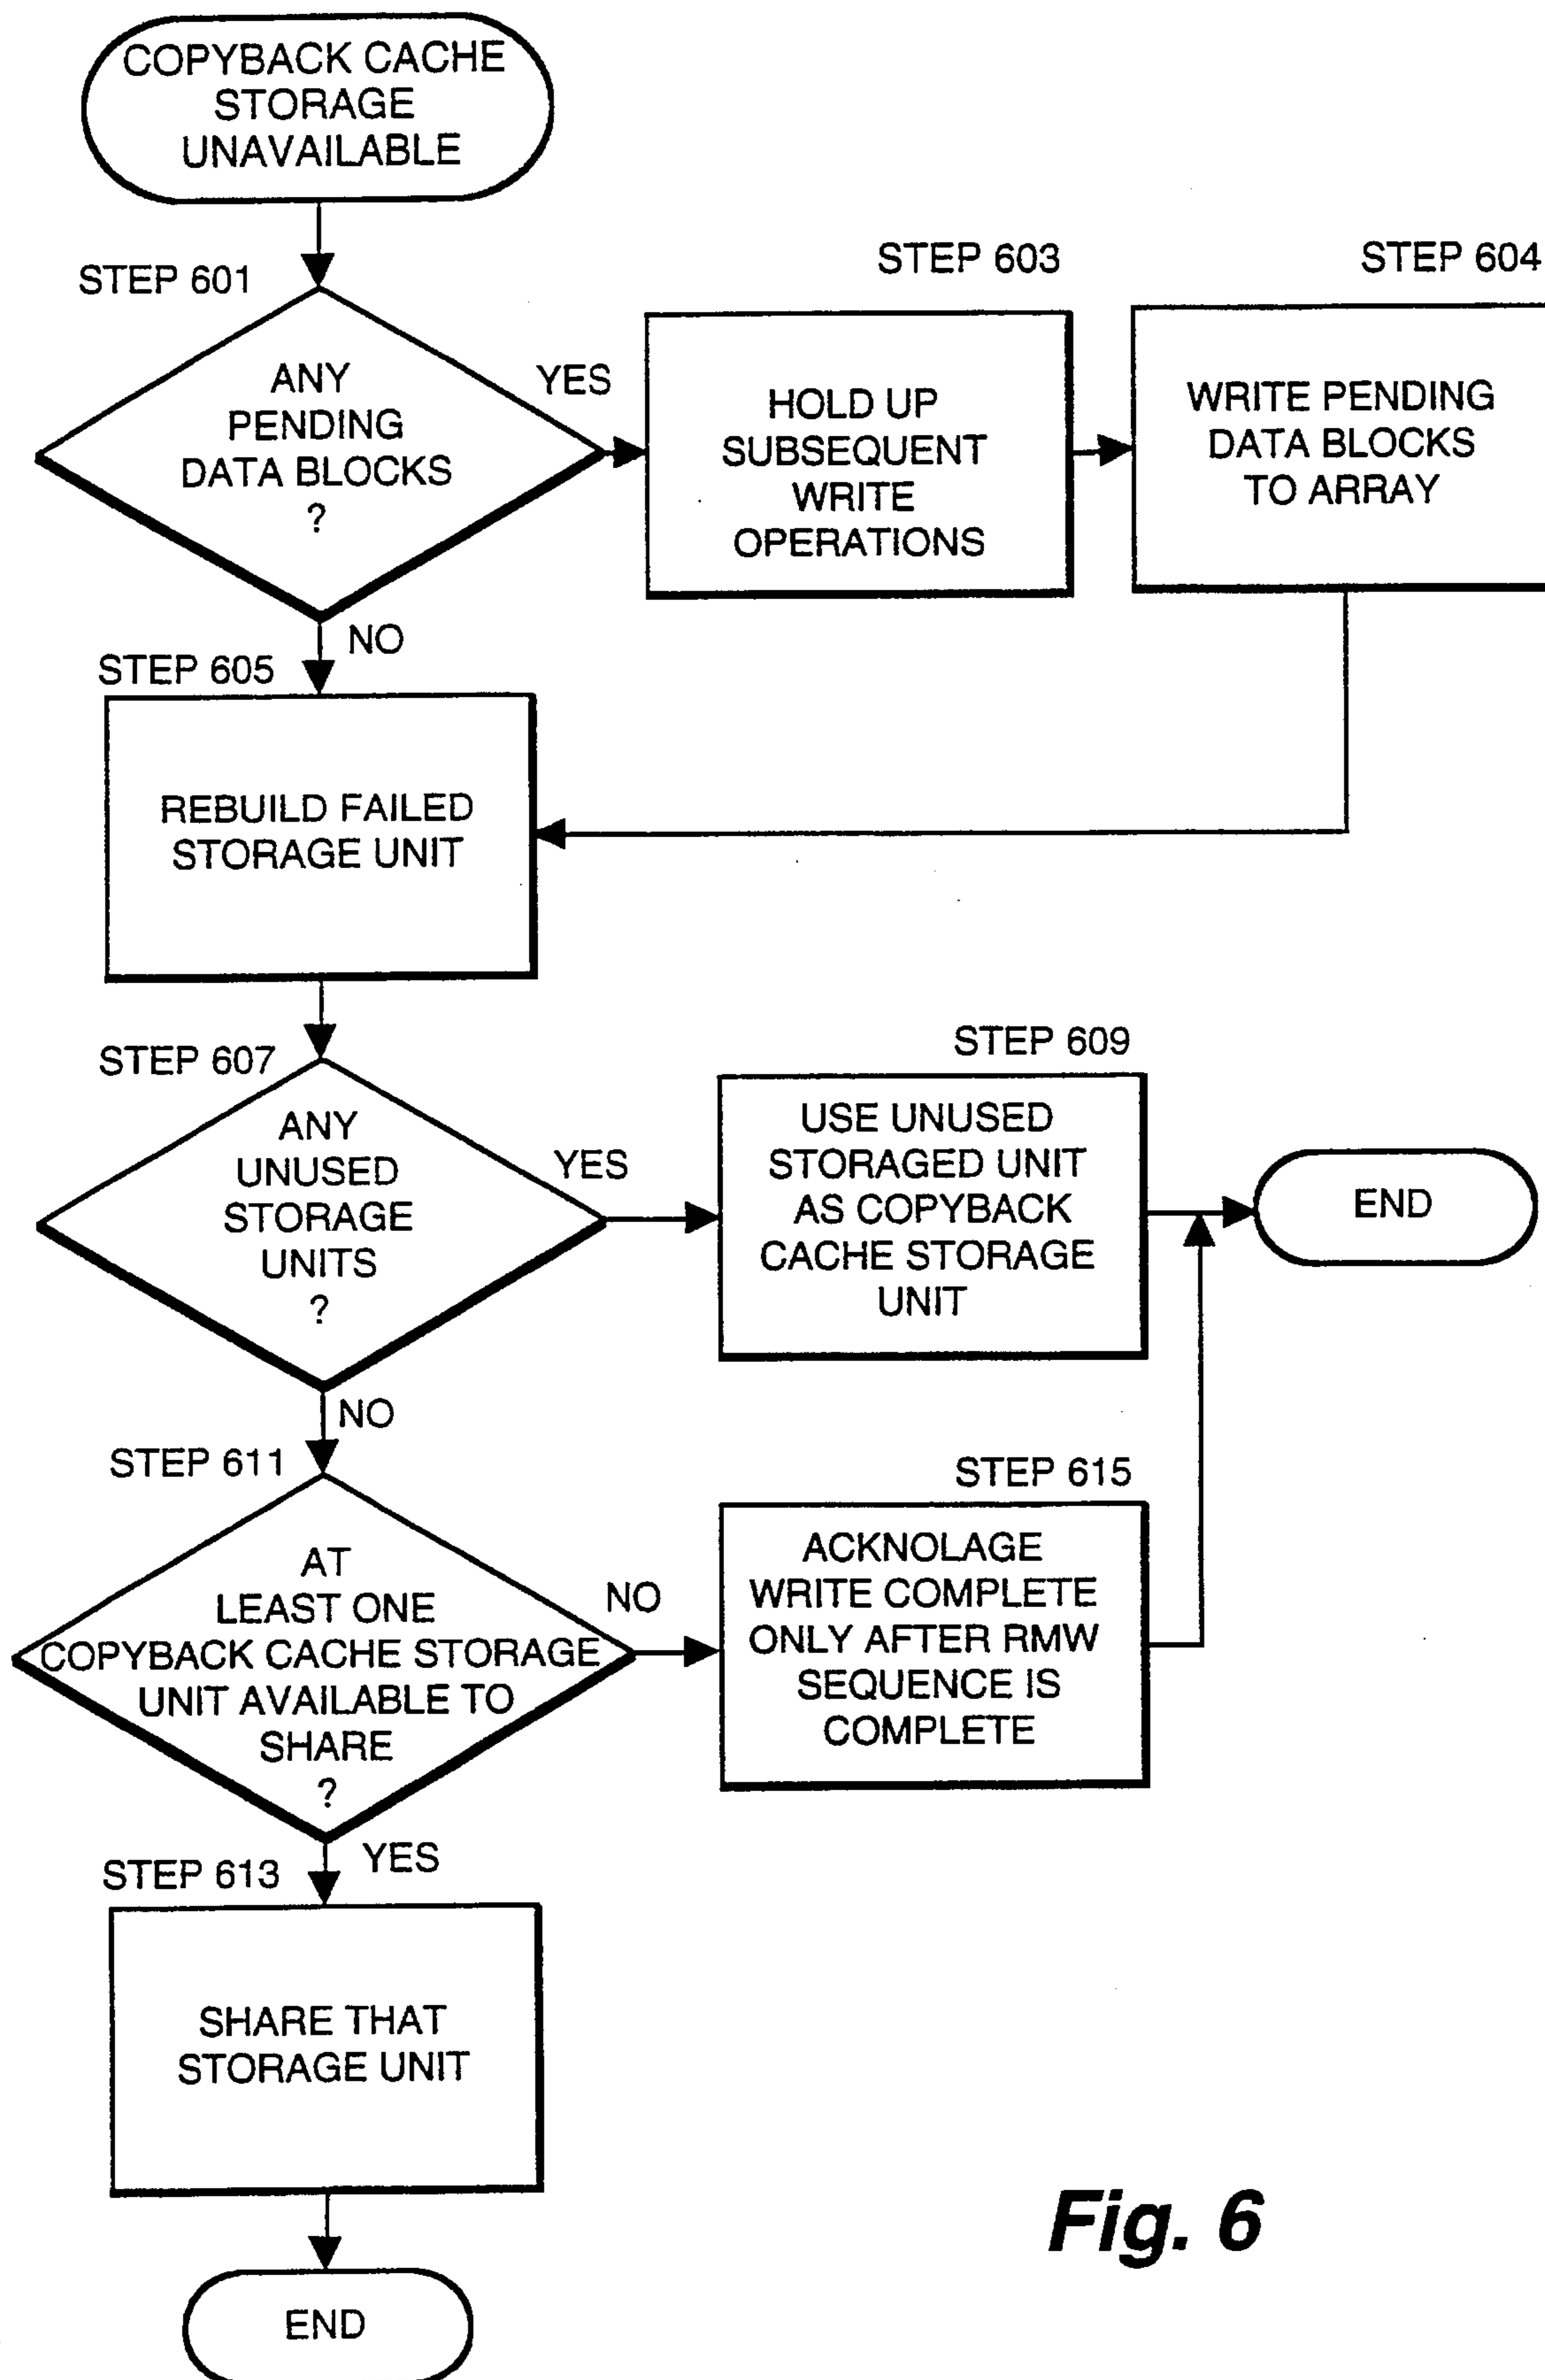 COPYBACK CACHE
STORAGE
UNAVAILABLE
STEP 601
ANY
PENDING
DATA BLOCKS
?
YES
NO
STEP 603
HOLD UP
SUBSEQUENT
WRITE
OPERATIONS
STEP 604
WRITE PENDING
DATA BLOCKS
TO ARRAY
STEP 605
REBUILD FAILED
STORAGE UNIT
STEP 607
ANY
UNUSED
STORAGE
UNITS
?
YES
NO
STEP 609
USE UNUSED
STORAGED UNIT
AS COPYBACK
CACHE STORAGE
UNIT
END
STEP 611
AT
LEAST ONE
COPYBACK CACHE STORAGE
UNIT AVAILABLE TO
SHARE
?
NO
YES
STEP 615
ACKNOLAGE
WRITE COMPLETE
ONLY AFTER RMW
SEQUENCE IS
COMPLETE
STEP 613
SHARE THAT
STORAGE UNIT
END
Fig. 6